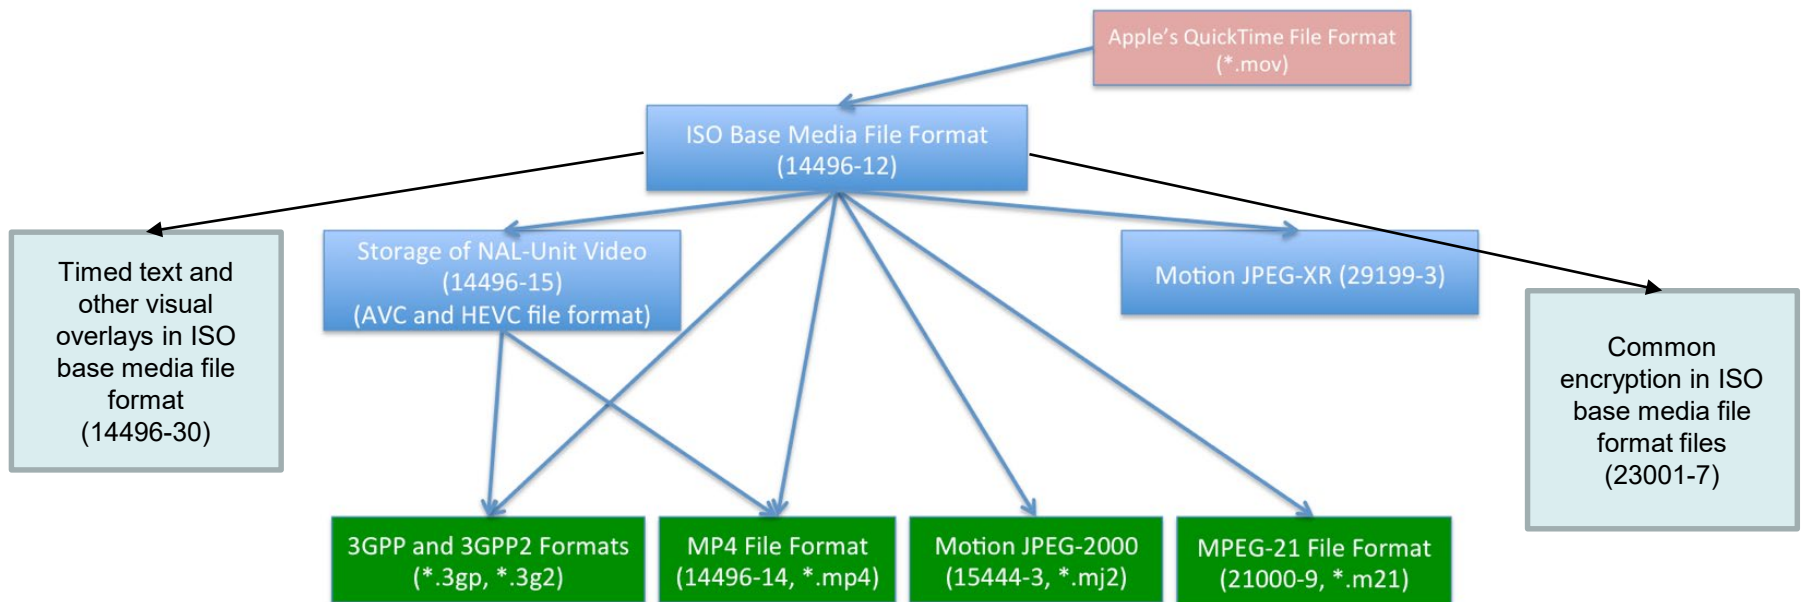 Apple’s QuickTime File Format
(*.mov)
ISO Base Media File Format
(14496-12)
Timed text and
other visual
overlays in ISO
base media file
format
(14496-30)
Storage of NAL-Unit Video
(14496-15)
(AVC and HEVC file format)
Motion JPEG-XR (29199-3)
Common
encryption in ISO
base media file
format files
(23001-7)
3GPP and 3GPP2 Formats
(*.3gp, *.3g2)
MP4 File Format
(14496-14, *.mp4)
Motion JPEG-2000
(15444-3, *.mj2)
MPEG-21 File Format
(21000-9, *.m21)